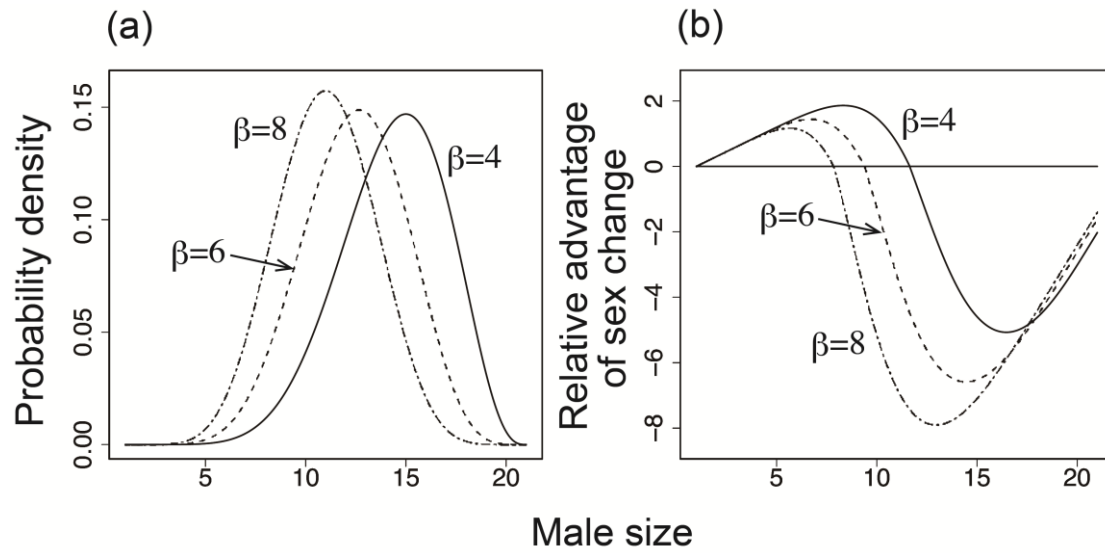 (a)
Probability density
0.15
0.10
0.05
0.00
β=8
β=6
β=4
5
10
15
20
(b)
Relative advantage
of sex change
2
0
−2
−4
−6
−8
β=4
β=6
β=8
5
10
15
20
Male size